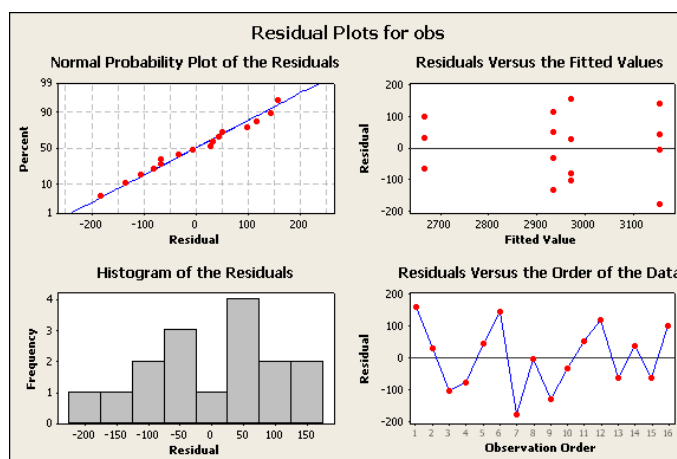 Residual Plots for obs
Normal Probability Plot of the Residuals
Percent
99
90
50
10
1
-200 -100 0 100 200
Residual
Residuals Versus the Fitted Values
Residual
200
100
0
-100
-200
2700 2800 2900 3000 3100
Fitted Value
Histogram of the Residuals
Frequency
4
3
2
1
0
-200 -150 -100 -50 0 50 100 150
Residual
Residuals Versus the Order of the Data
Residual
200
100
0
-100
-200
1 2 3 4 5 6 7 8 9 10 11 12 13 14 15 16
Observation Order